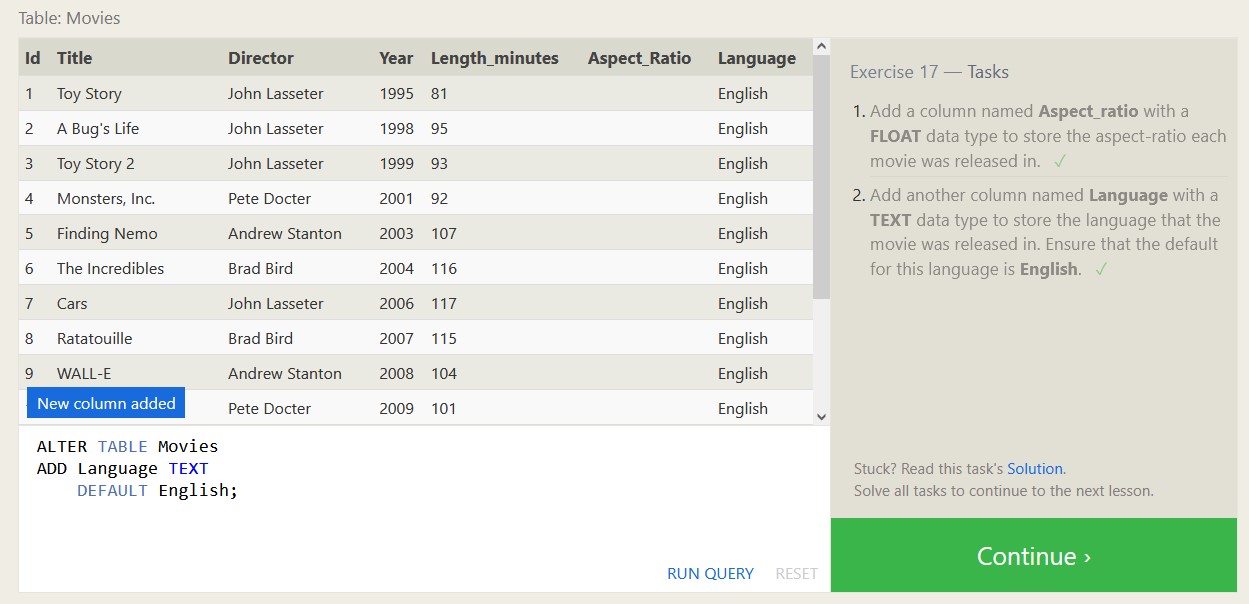 Table: Movies
Id Title Director Year Length_minutes Aspect_Ratio Language
1 Toy Story John Lasseter 1995 81 English
2 A Bug's Life John Lasseter 1998 95 English
3 Toy Story 2 John Lasseter 1999 93 English
4 Monsters, Inc. Pete Docter 2001 92 English
5 Finding Nemo Andrew Stanton 2003 107 English
6 The Incredibles Brad Bird 2004 116 English
7 Cars John Lasseter 2006 117 English
8 Ratatouille Brad Bird 2007 115 English
9 WALL-E Andrew Stanton 2008 104 English
New column added Pete Docter 2009 101 English
ALTER TABLE Movies
ADD Language TEXT
DEFAULT English;
RUN QUERY RESET
Exercise 17 — Tasks
1. Add a column named Aspect_ratio with a
FLOAT data type to store the aspect-ratio each
movie was released in. ✓
2. Add another column named Language with a
TEXT data type to store the language that the
movie was released in. Ensure that the default
for this language is English. ✓
Stuck? Read this task's Solution.
Solve all tasks to continue to the next lesson.
Continue ›